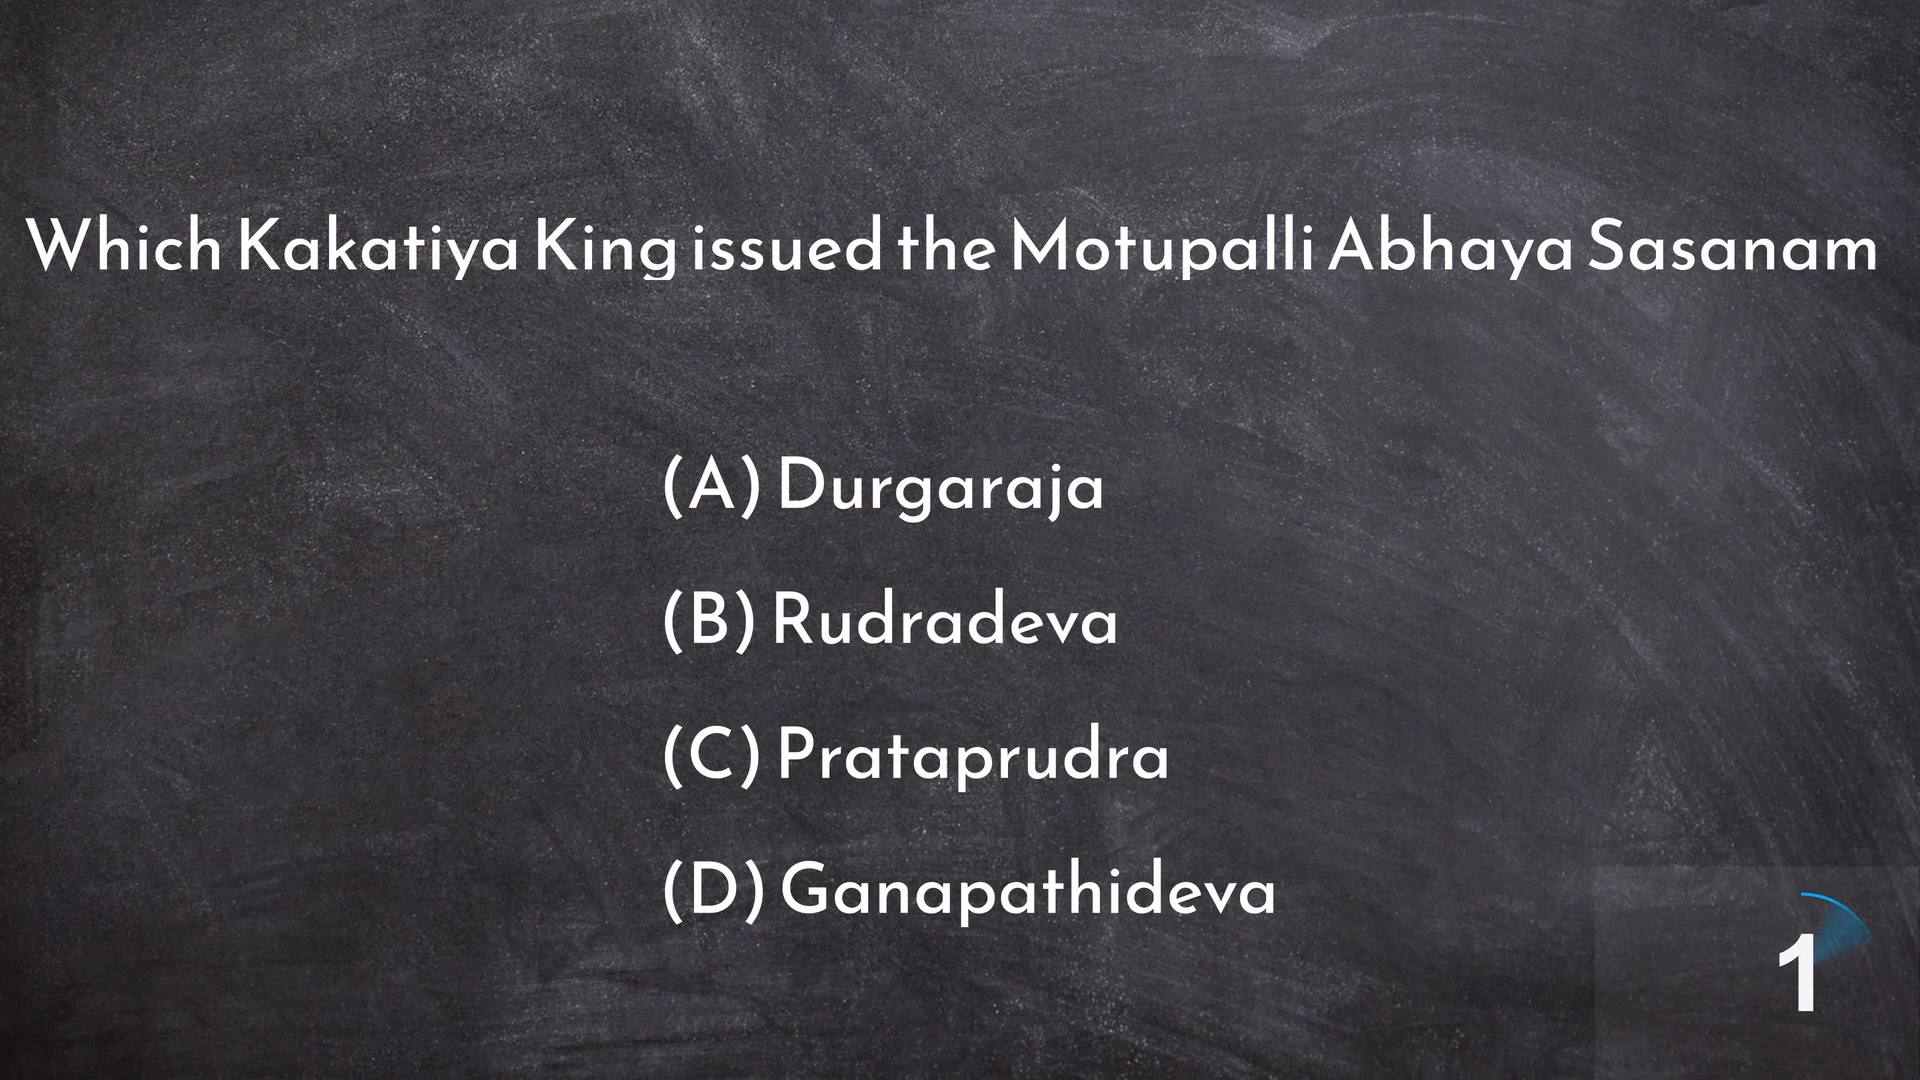 Which Kakatiya King issued the Motupalli Abhaya Sasanam
(A) Durgaraja
(B) Rudradeva
(C) Prataprudra
(D) Ganapathideva
1